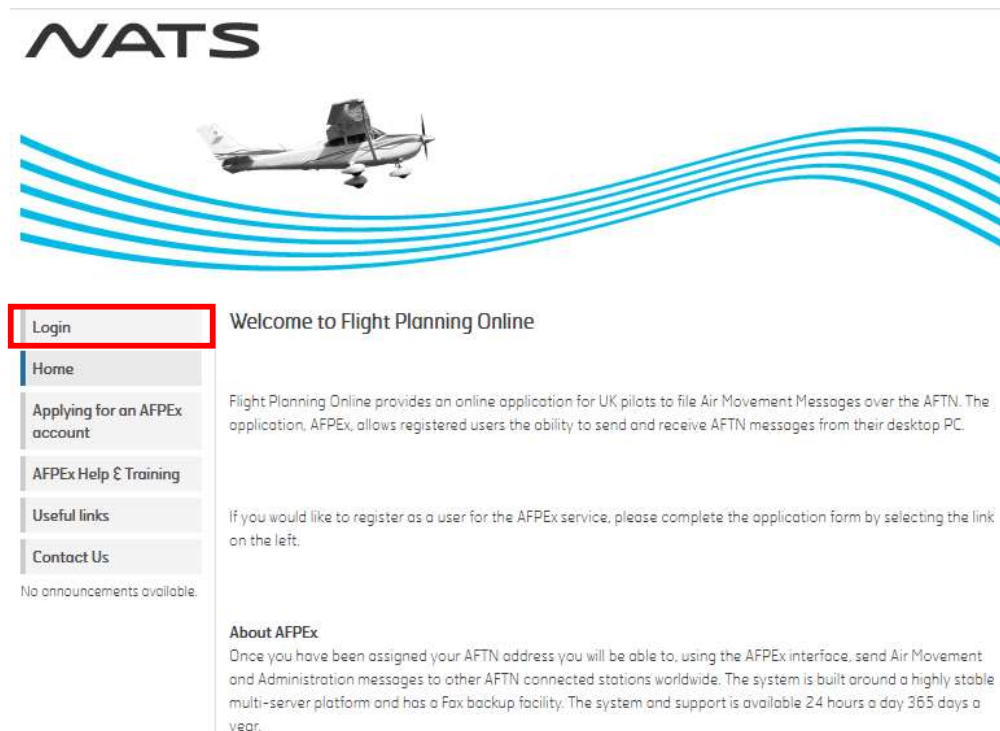 NATS
Login
Home
Applying for an AFPEx
account
AFPEx Help & Training
Useful links
Contact Us
No announcements available.
Welcome to Flight Planning Online
Flight Planning Online provides an online application for UK pilots to file Air Movement Messages over the AFTN. The
application, AFPEx, allows registered users the ability to send and receive AFTN messages from their desktop PC.
If you would like to register as a user for the AFPEx service, please complete the application form by selecting the link
on the left.
About AFPEx
Once you have been assigned your AFTN address you will be able to, using the AFPEx interface, send Air Movement
and Administration messages to other AFTN connected stations worldwide. The system is built around a highly stable
multi-server platform and has a Fax backup facility. The system and support is available 24 hours a day 365 days a
year.